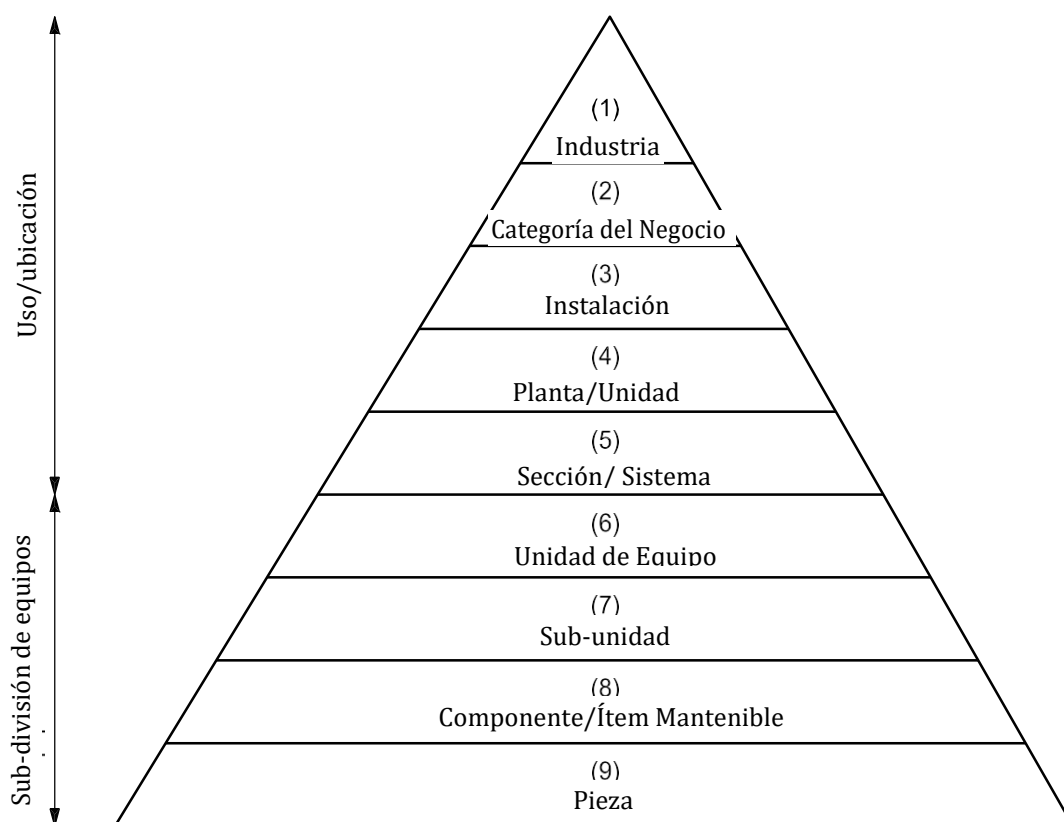 (1)
Industria
(2)
Categoría del Negocio
(3)
Instalación
(4)
Planta/Unidad
(5)
Sección/ Sistema
(6)
Unidad de Equipo
(7)
Sub-unidad
(8)
Componente/Ítem Mantenible
(9)
Pieza
Uso/ubicación
Sub-división de equipos